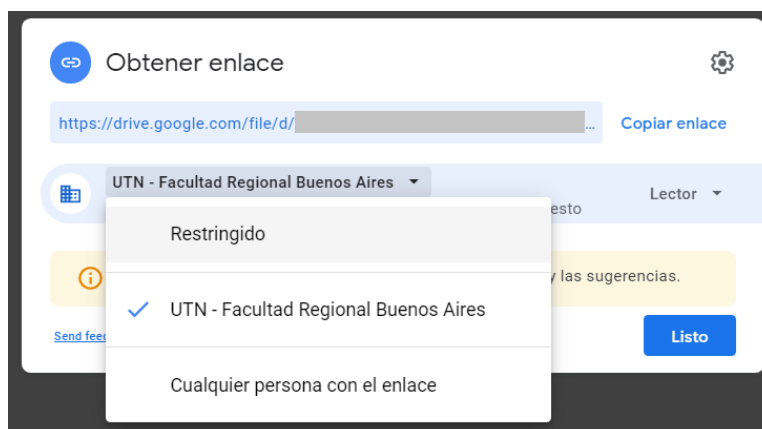 Obtener enlace
https://drive.google.com/file/d/ ... Copiar enlace
UTN - Facultad Regional Buenos Aires
esto
Lector
Restringido
y las sugerencias.
UTN - Facultad Regional Buenos Aires
Send feed
Listo
Cualquier persona con el enlace